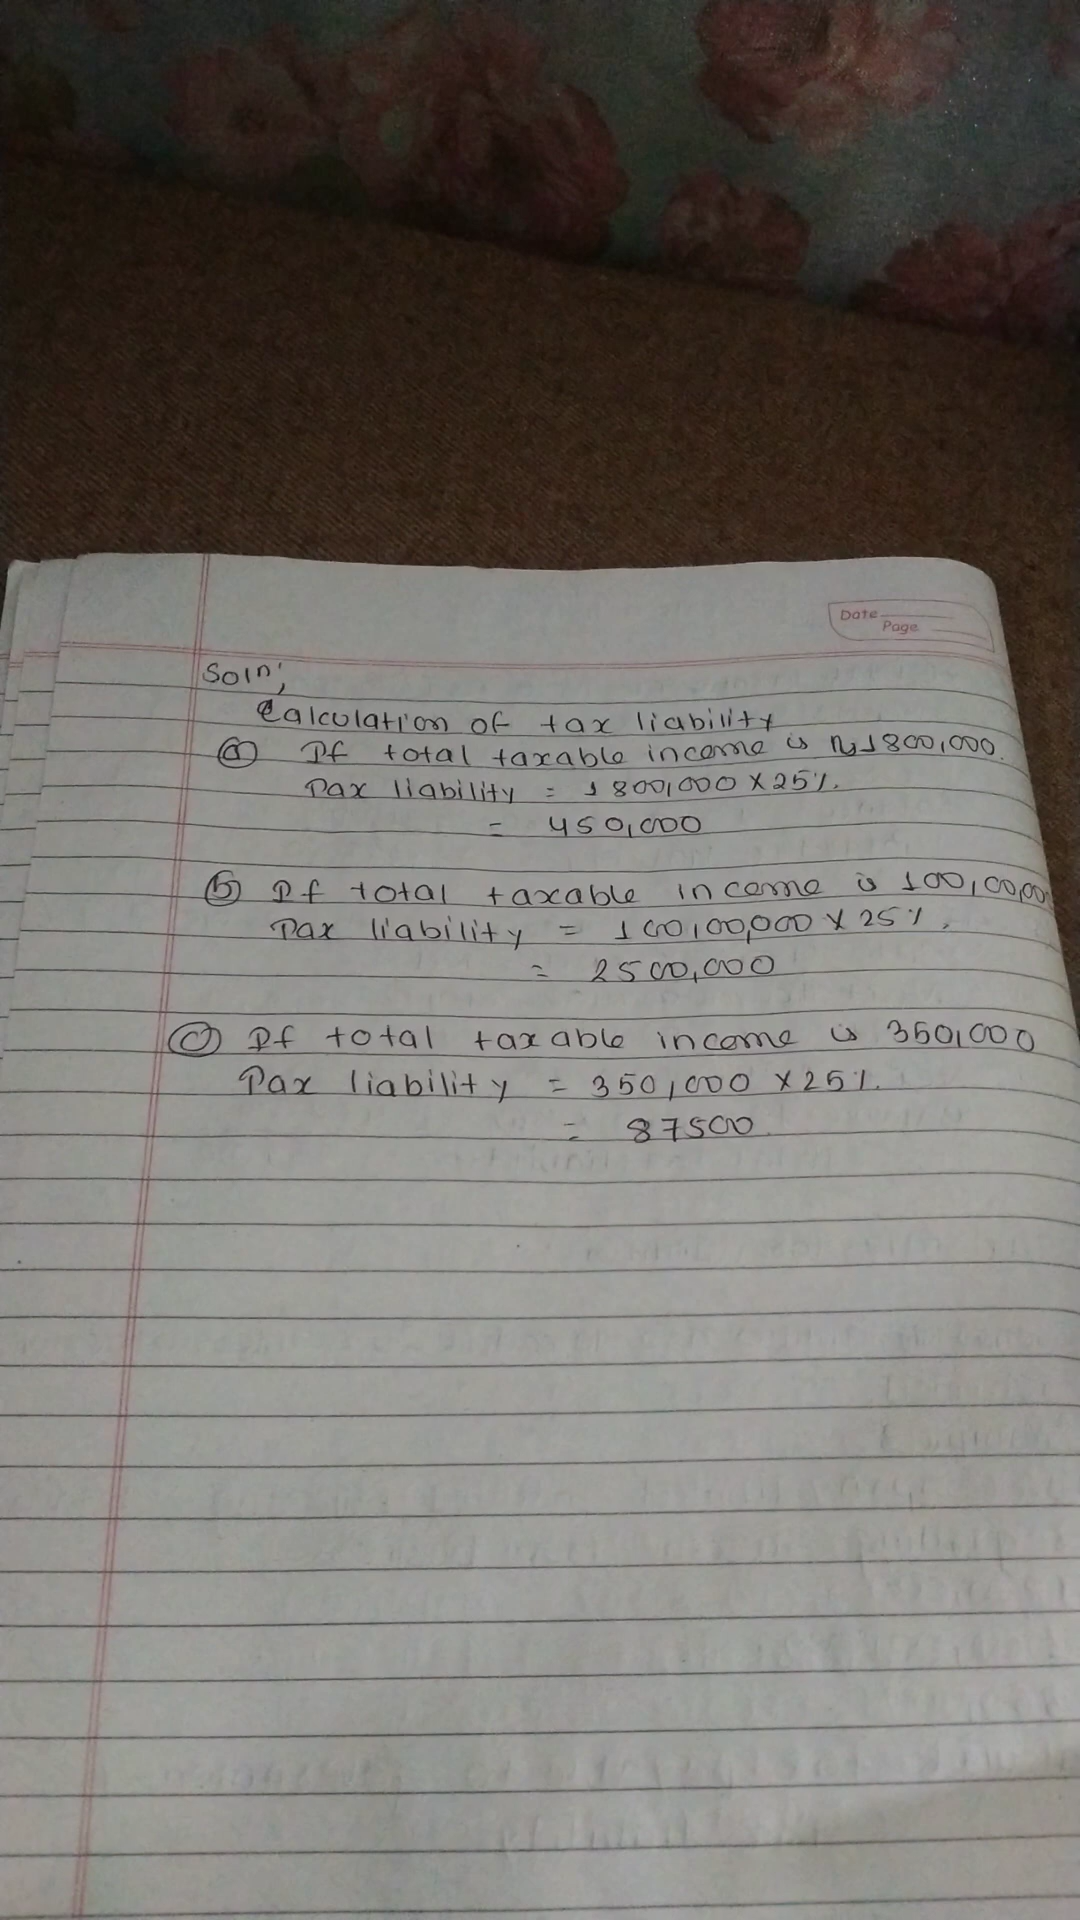 Date
Page
Soln;
Calculation of tax liability
(a) If total taxable income is Rs 1800,000.
Tax liability = 1800,000 x 25%.
= 450,000
(b) If total taxable income is 100,00,00
Tax liability = 100,00,000 x 25%.
= 2500,000
(c) If total taxable income is 350,000
Tax liability = 350,000 x 25%.
= 87500